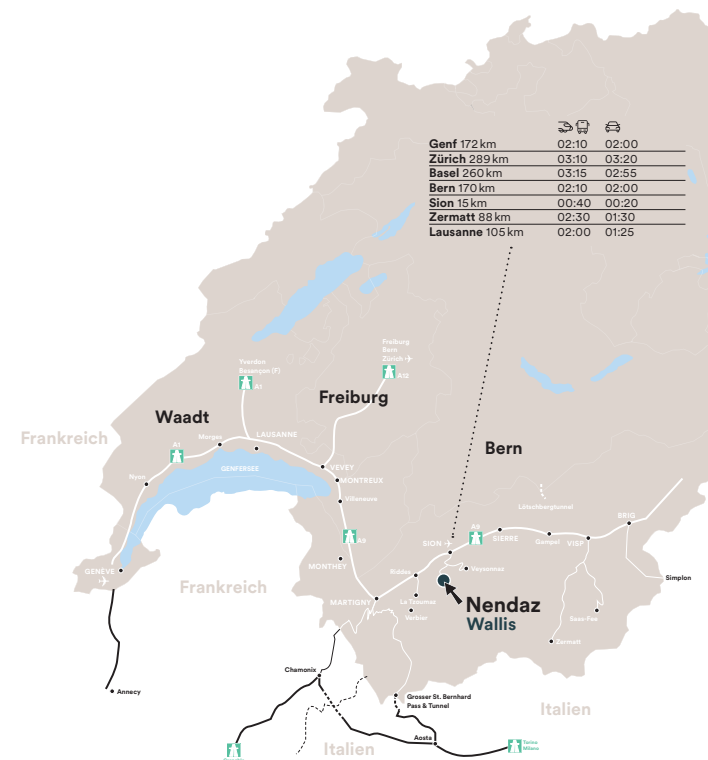 Genf 172 km 02:10 02:00
Zürich 289 km 03:10 03:20
Basel 260 km 03:15 02:55
Bern 170 km 02:10 02:00
Sion 15 km 00:40 00:20
Zermatt 88 km 02:30 01:30
Lausanne 105 km 02:00 01:25
Freiburg
Bern
Zürich
A12
Yverdon
Besançon (F)
A1
Freiburg
Waadt
Frankreich
Morges
LAUSANNE
A1
Bern
GENFERSEE
VEVEY
MONTREUX
Nyon
Villeneuve
Lötschbergtunnel
BRIG
A9
A9
SION
SIERRE
Gampel
VISP
MONTHEY
GENÈVE
Riddes
Veysonnaz
Simplon
Frankreich
MARTIGNY
La Tzoumaz
Verbier
Nendaz
Wallis
Saas-Fee
Zermatt
Chamonix
Annecy
Grosser St. Bernhard
Pass & Tunnel
Italien
Aosta
Italien
Torino
Milano